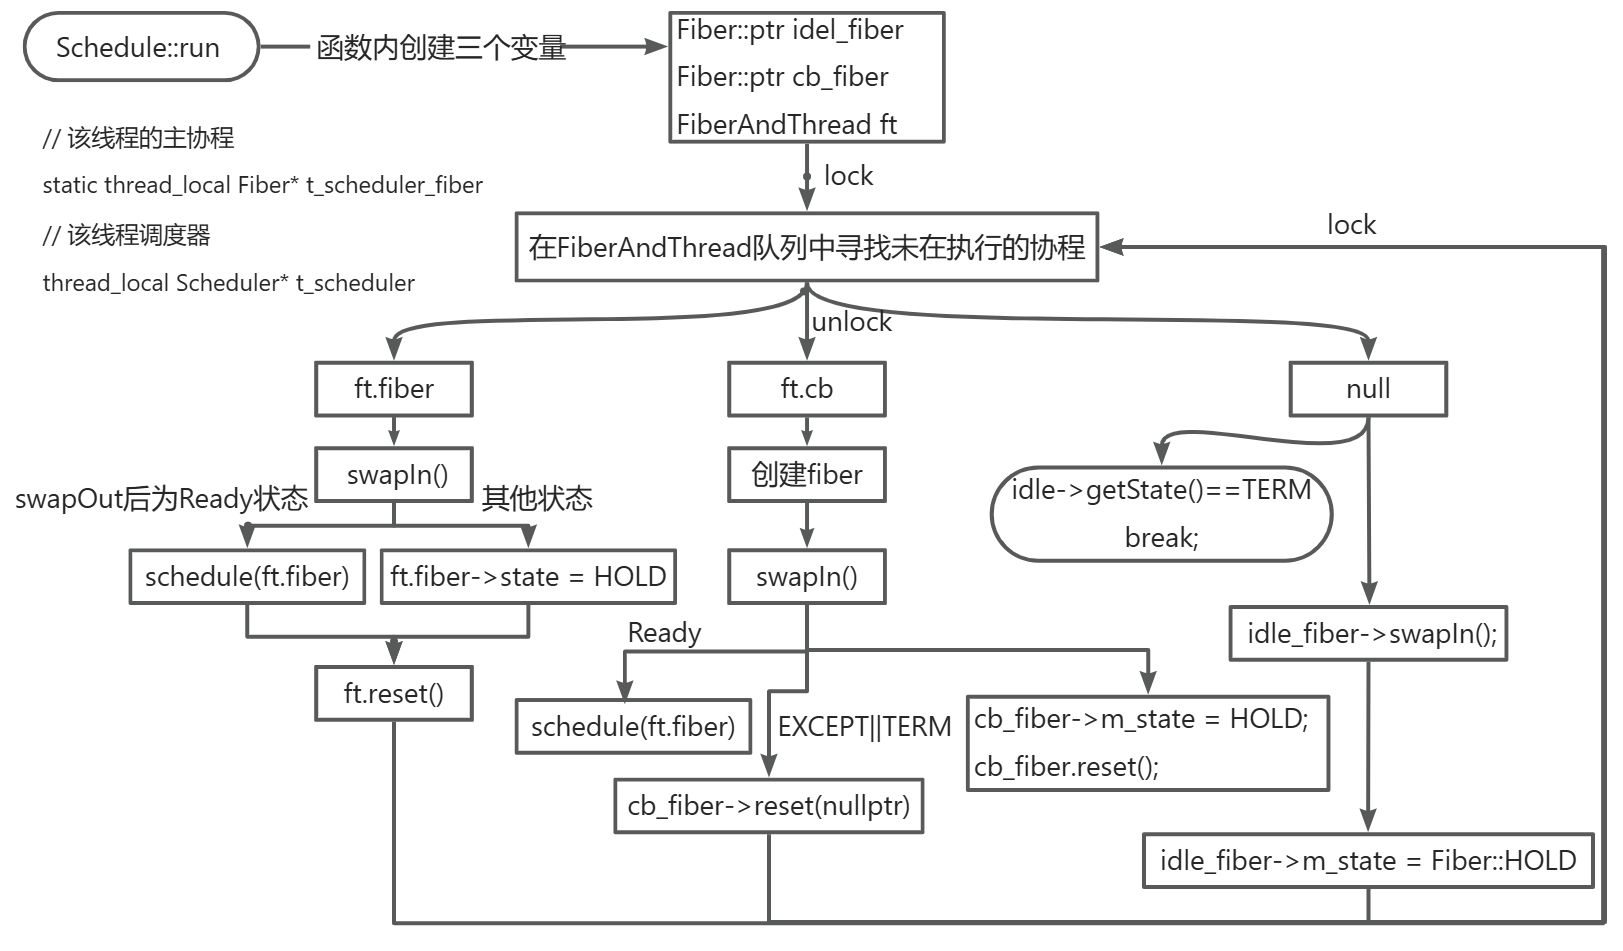 Schedule::run
函数内创建三个变量
Fiber::ptr idel_fiber
Fiber::ptr cb_fiber
FiberAndThread ft
// 该线程的主协程
static thread_local Fiber* t_scheduler_fiber
// 该线程调度器
thread_local Scheduler* t_scheduler
lock
lock
在FiberAndThread队列中寻找未在执行的协程
unlock
ft.fiber
ft.cb
null
swapIn()
创建fiber
idle->getState()==TERM
break;
swapOut后为Ready状态
其他状态
schedule(ft.fiber)
ft.fiber->state = HOLD
swapIn()
idle_fiber->swapIn();
Ready
ft.reset()
schedule(ft.fiber)
EXCEPT||TERM
cb_fiber->m_state = HOLD;
cb_fiber.reset();
cb_fiber->reset(nullptr)
idle_fiber->m_state = Fiber::HOLD